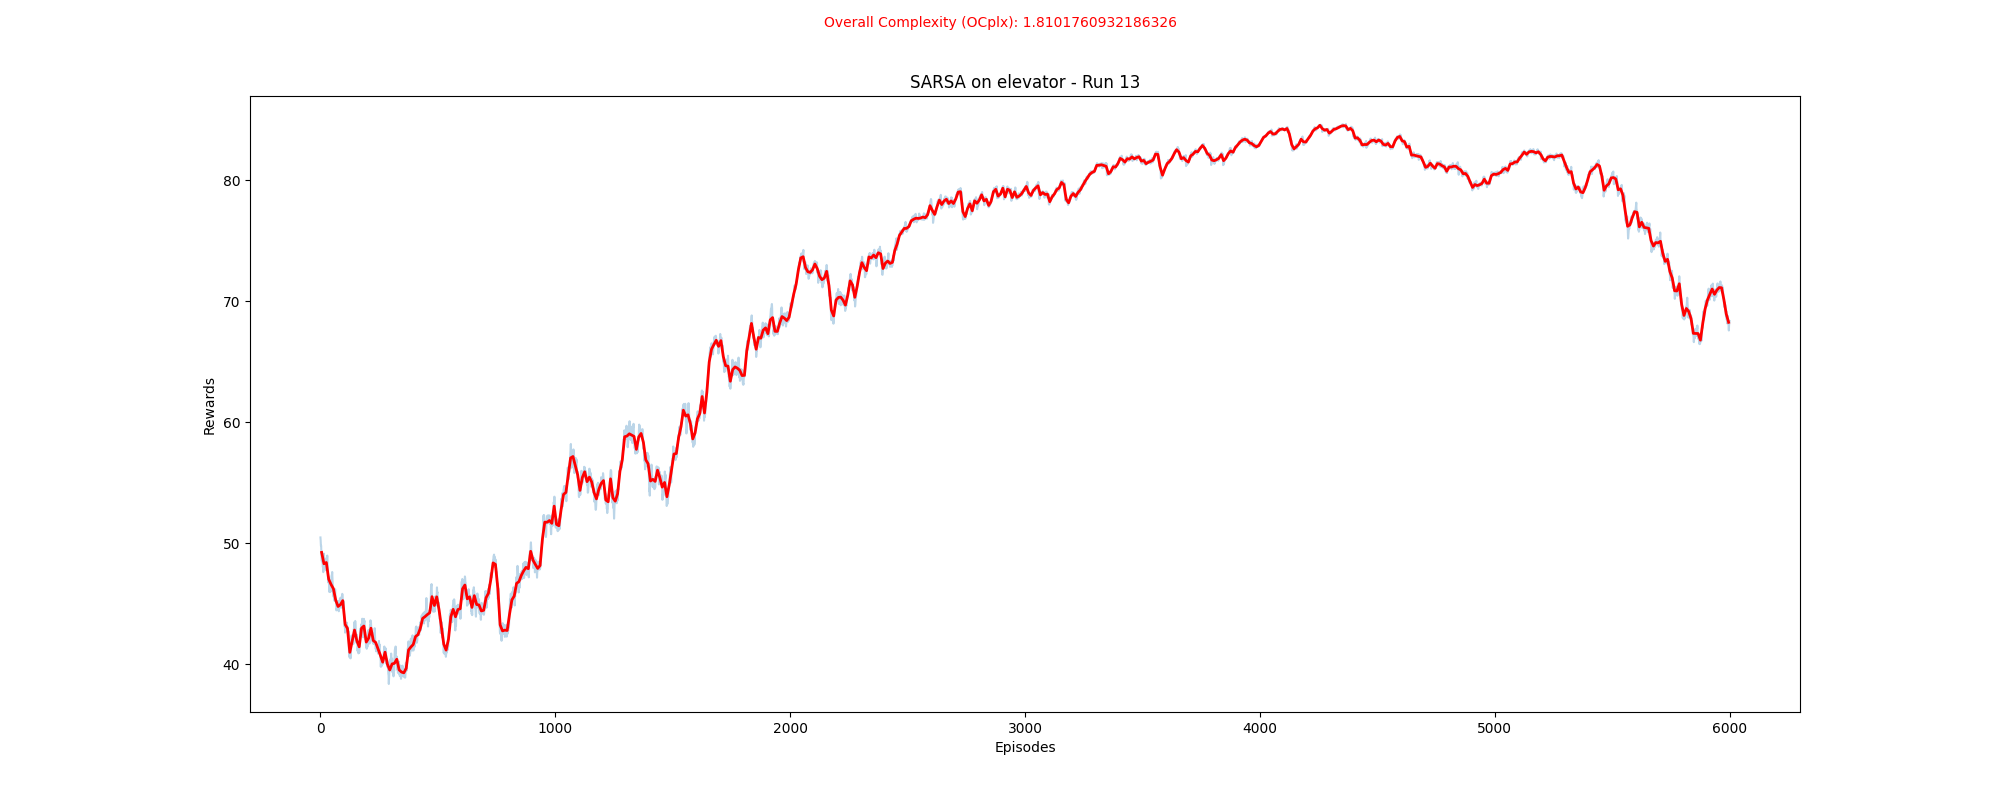 Overall Complexity (OCplx): 1.8101760932186326
SARSA on elevator - Run 13
Rewards
80
70
60
50
40
0 1000 2000 3000 4000 5000 6000
Episodes